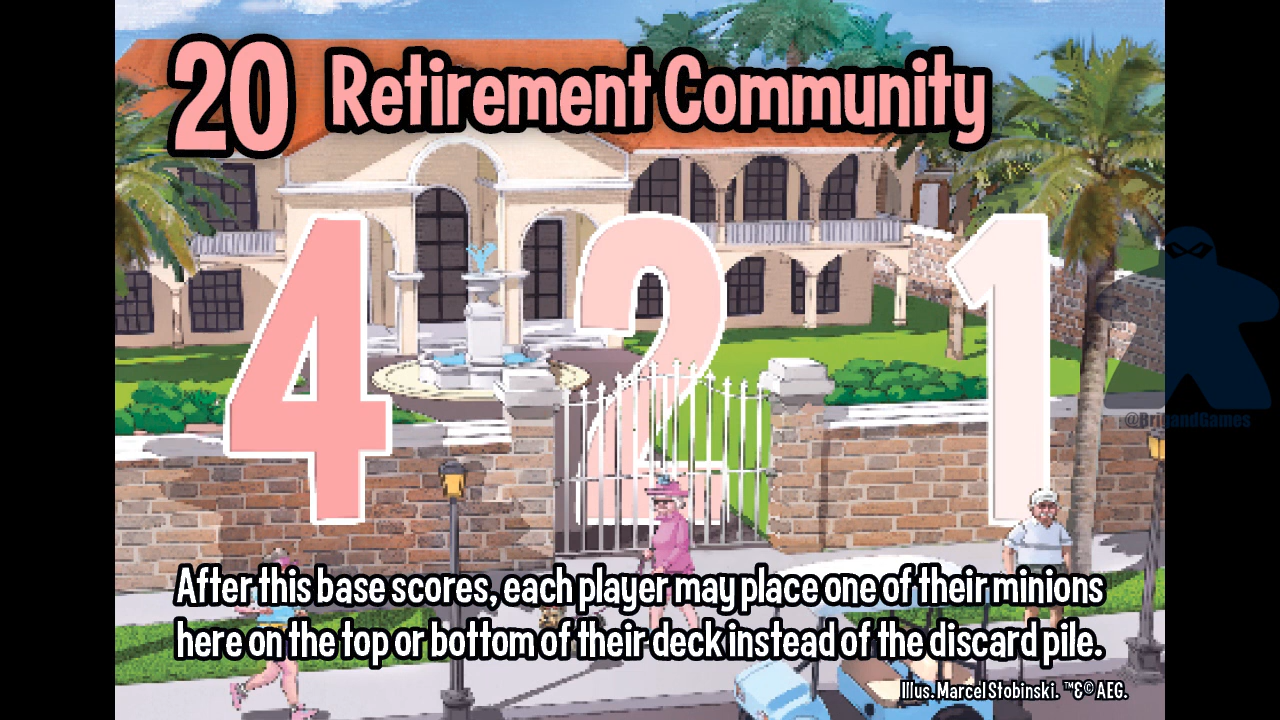 20 Retirement Community
4 2 1
@BrigandGames
After this base scores, each player may place one of their minions
here on the top or bottom of their deck instead of the discard pile.
Illus. Marcel Stobinski. ™&© AEG.